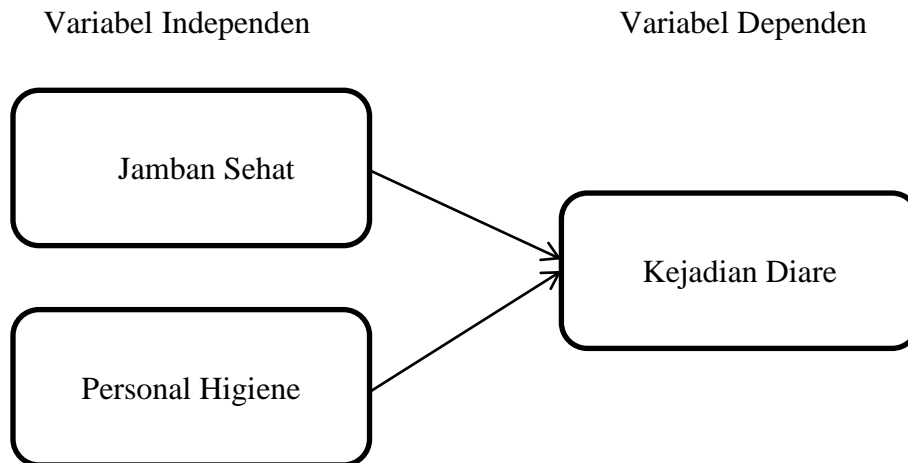 Variabel Independen
Variabel Dependen
Jamban Sehat
Kejadian Diare
Personal Higiene